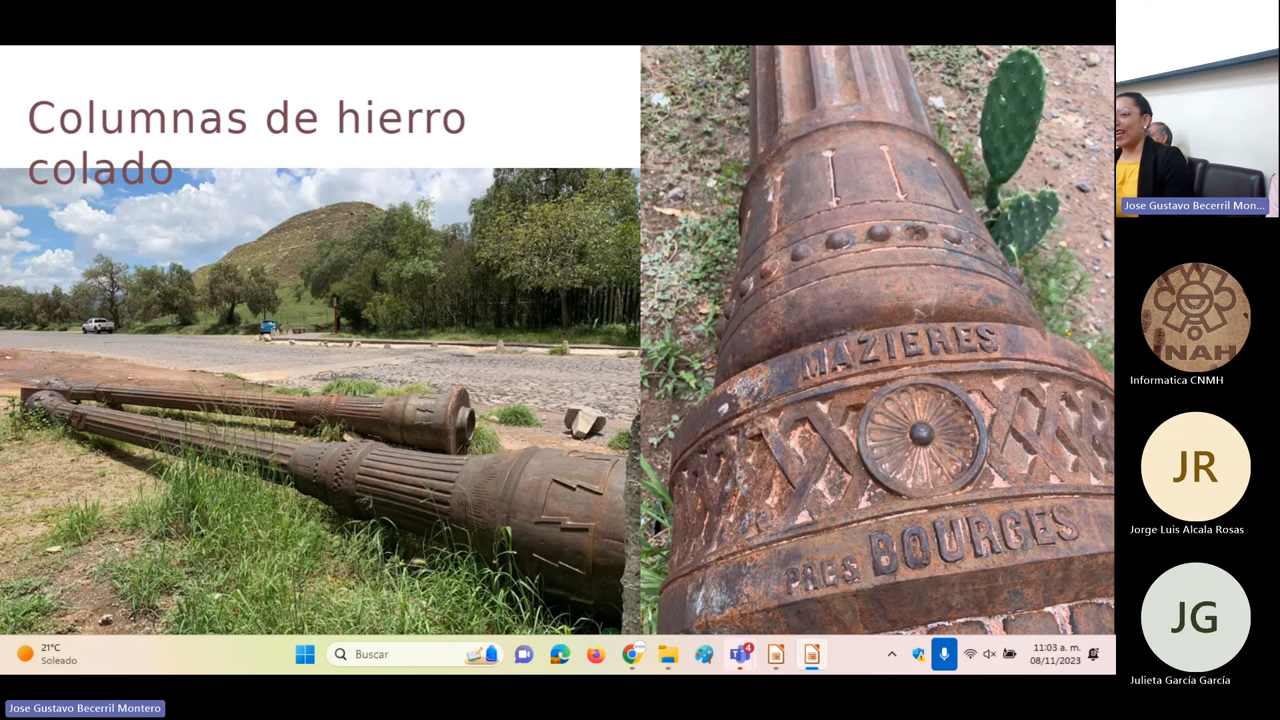 Columnas de hierro
colado
MAZIERES
PRES BOURGES
Jose Gustavo Becerril Mon...
INAH
Informatica CNMH
JR
Jorge Luis Alcala Rosas
JG
Julieta García García
21°C
Soleado
Buscar
4
11:03 a. m.
08/11/2023
Jose Gustavo Becerril Montero